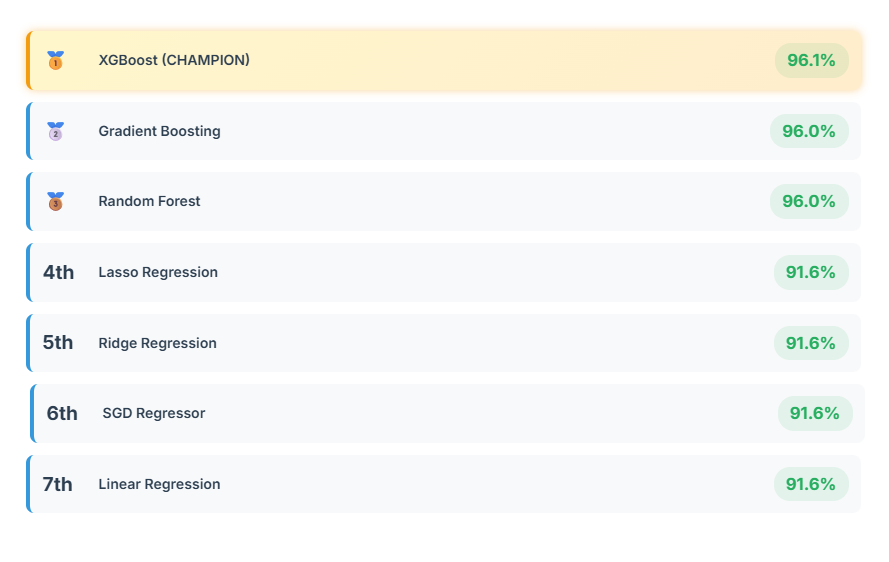 1 XGBoost (CHAMPION) 96.1%
2 Gradient Boosting 96.0%
3 Random Forest 96.0%
4th Lasso Regression 91.6%
5th Ridge Regression 91.6%
6th SGD Regressor 91.6%
7th Linear Regression 91.6%